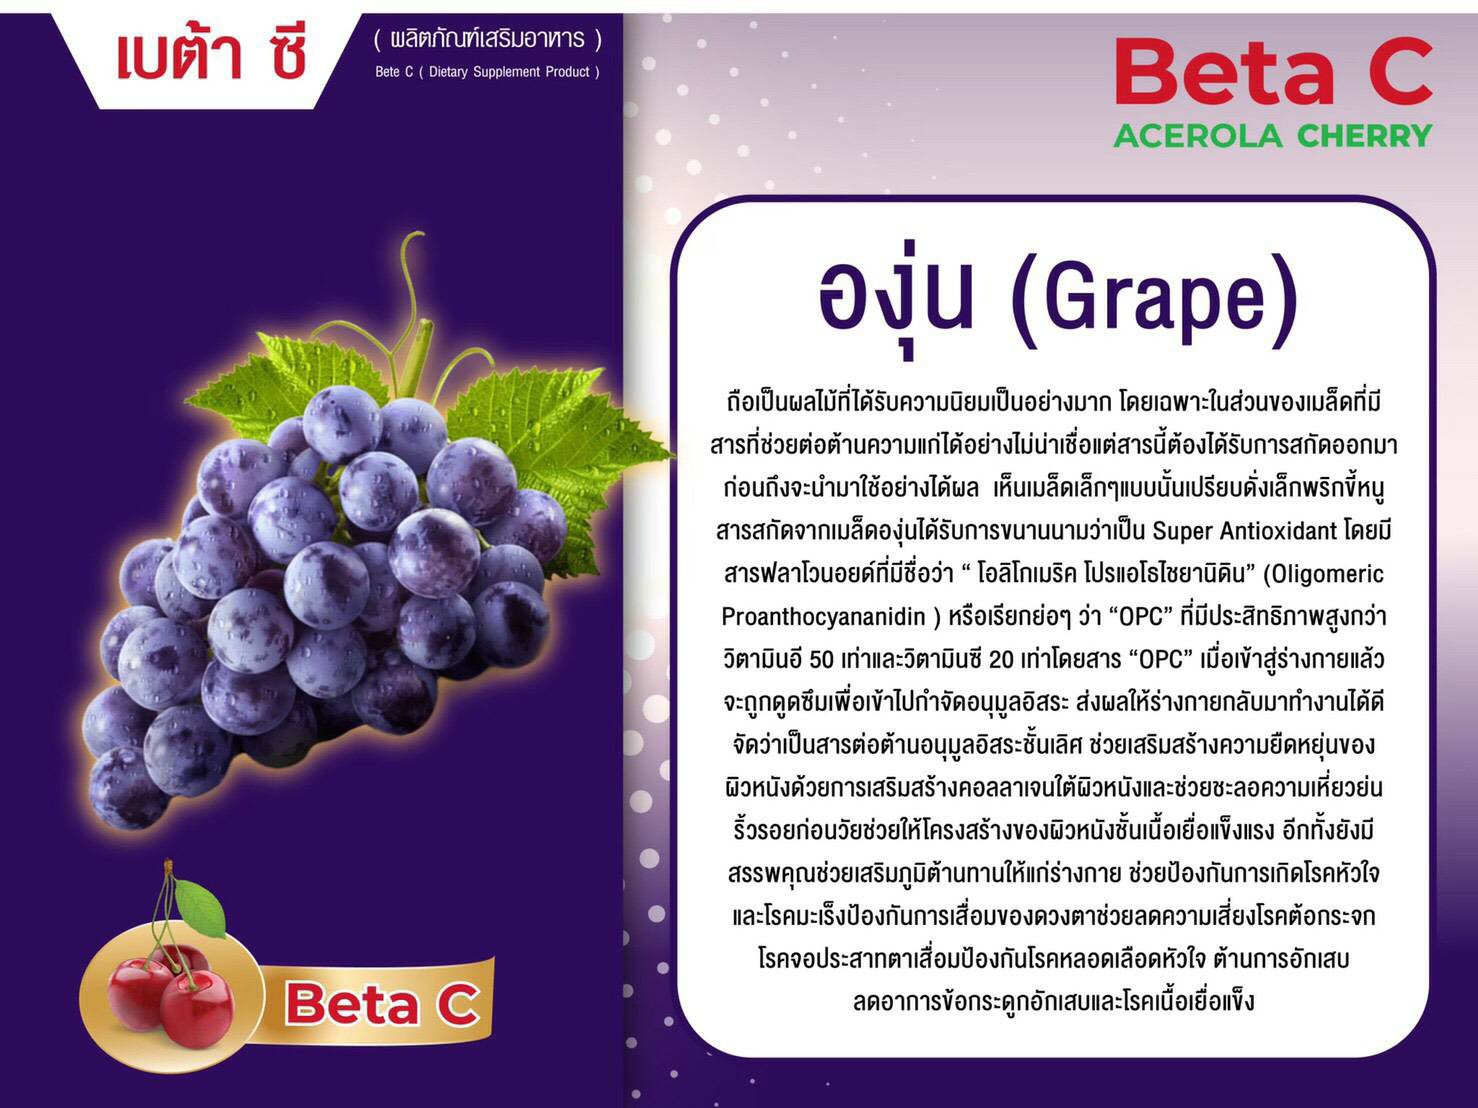 เบต้า ซี
( ผลิตภัณฑ์เสริมอาหาร )
Bete C ( Dietary Supplement Product )
Beta C
ACEROLA CHERRY
องุ่น (Grape)
ถือเป็นผลไม้ที่ได้รับความนิยมเป็นอย่างมาก โดยเฉพาะในส่วนของเมล็ดที่มี
สารที่ช่วยต่อต้านความแก่ได้อย่างไม่น่าเชื่อแต่สารนี้ต้องได้รับการสกัดออกมา
ก่อนถึงจะนำมาใช้อย่างได้ผล เห็นเมล็ดเล็กๆแบบนั้นเปรียบดั่งเล็กพริกขี้หนู
สารสกัดจากเมล็ดองุ่นได้รับการขนานนามว่าเป็น Super Antioxidant โดยมี
สารฟลาโวนอยด์ที่มีชื่อว่า “ โอลิโกเมริค โปรแอโธไซยานิดิน” (Oligomeric
Proanthocyananidin ) หรือเรียกย่อๆ ว่า “OPC” ที่มีประสิทธิภาพสูงกว่า
วิตามินอี 50 เท่าและวิตามินซี 20 เท่าโดยสาร “OPC” เมื่อเข้าสู่ร่างกายแล้ว
จะถูกดูดซึมเพื่อเข้าไปกำจัดอนุมูลอิสระ ส่งผลให้ร่างกายกลับมาทำงานได้ดี
จัดว่าเป็นสารต่อต้านอนุมูลอิสระชั้นเลิศ ช่วยเสริมสร้างความยืดหยุ่นของ
ผิวหนังด้วยการเสริมสร้างคอลลาเจนใต้ผิวหนังและช่วยชะลอความเหี่ยวย่น
ริ้วรอยก่อนวัยช่วยให้โครงสร้างของผิวหนังชั้นเนื้อเยื่อแข็งแรง อีกทั้งยังมี
สรรพคุณช่วยเสริมภูมิต้านทานให้แก่ร่างกาย ช่วยป้องกันการเกิดโรคหัวใจ
และโรคมะเร็งป้องกันการเสื่อมของดวงตาช่วยลดความเสี่ยงโรคต้อกระจก
โรคจอประสาทตาเสื่อมป้องกันโรคหลอดเลือดหัวใจ ต้านการอักเสบ
ลดอาการข้อกระดูกอักเสบและโรคเนื้อเยื่อแข็ง
Beta C